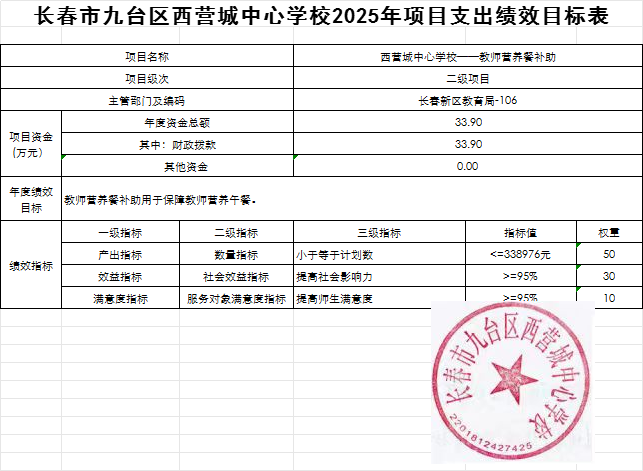 长春市九台区西营城中心学校2025年项目支出绩效目标表
项目名称 西营城中心学校——教师营养餐补助
项目级次 二级项目
主管部门及编码 长春新区教育局-106
项目资金（万元） 年度资金总额 33.90
其中：财政拨款 33.90
其他资金 0.00
年度绩效目标 教师营养餐补助用于保障教师营养午餐。
绩效指标 一级指标 二级指标 三级指标 指标值 权重
产出指标 数量指标 小于等于计划数 <=338976元 50
效益指标 社会效益指标 提高社会影响力 >=95% 30
满意度指标 服务对象满意度指标 提高师生满意度 >=95% 10
长春市九台区西营城中心学校
2201812427425